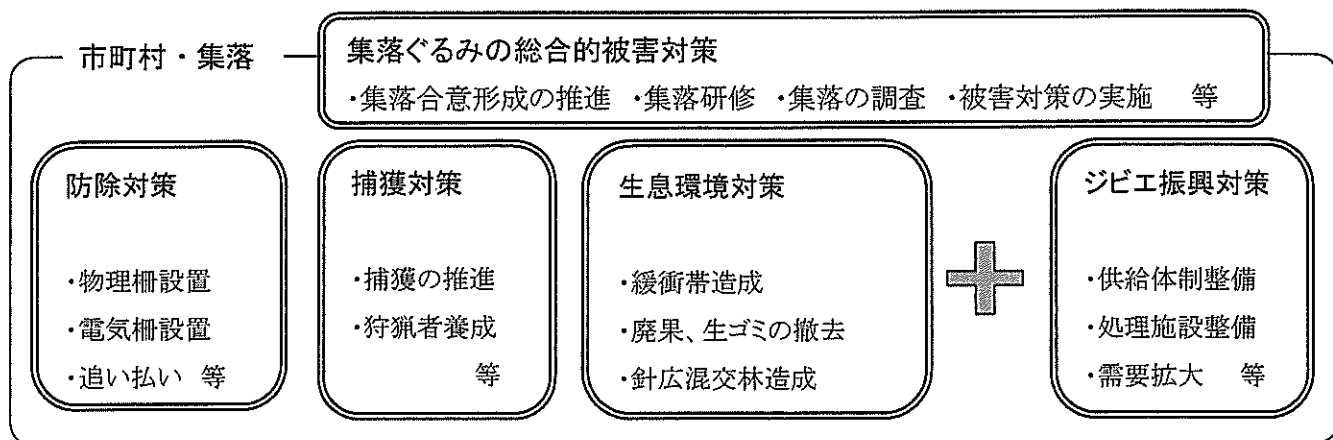 市町村・集落
集落ぐるみの総合的被害対策
・集落合意形成の推進 ・集落研修 ・集落の調査 ・被害対策の実施 等
防除対策
・物理柵設置
・電気柵設置
・追い払い 等
捕獲対策
・捕獲の推進
・狩猟者養成
等
生息環境対策
・緩衝帯造成
・廃果、生ゴミの撤去
・針広混交林造成
ジビエ振興対策
・供給体制整備
・処理施設整備
・需要拡大 等